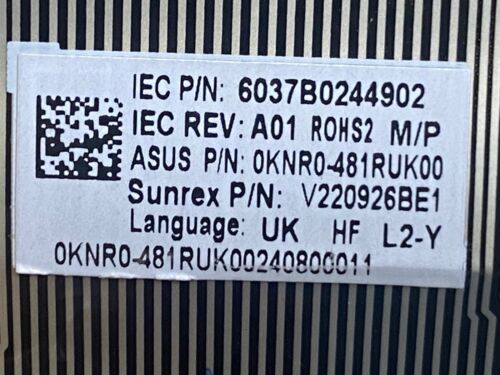 IEC P/N: 6037B0244902
IEC REV: A01 ROHS2 M/P
ASUS P/N: 0KNR0-481RUK00
Sunrex P/N: V220926BE1
Language: UK HF L2-Y
0KNR0-481RUK00240800011